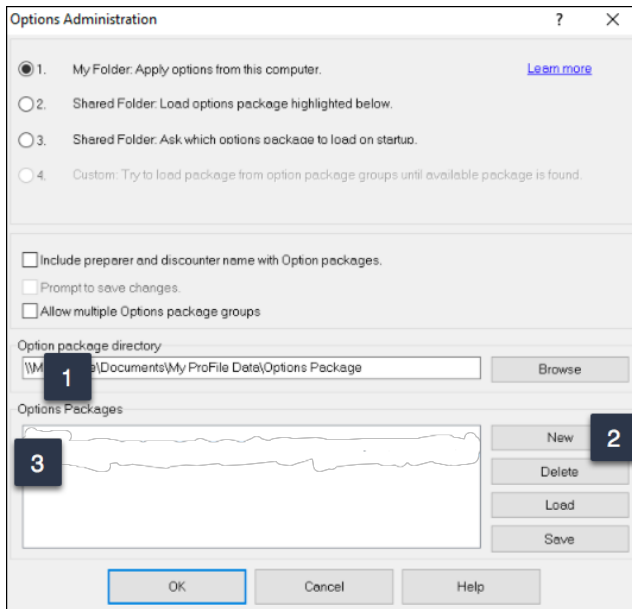 Options Administration ? X
1. My Folder: Apply options from this computer. Learn more
2. Shared Folder: Load options package highlighted below.
3. Shared Folder: Ask which options package to load on startup.
4. Custom: Try to load package from option package groups until available package is found.
Include preparer and discounter name with Option packages.
Prompt to save changes.
Allow multiple Options package groups
Option package directory
\\M 1 e\Documents\My ProFile Data\Options Package Browse
Options Packages
New 2
3
Delete
Load
Save
OK Cancel Help